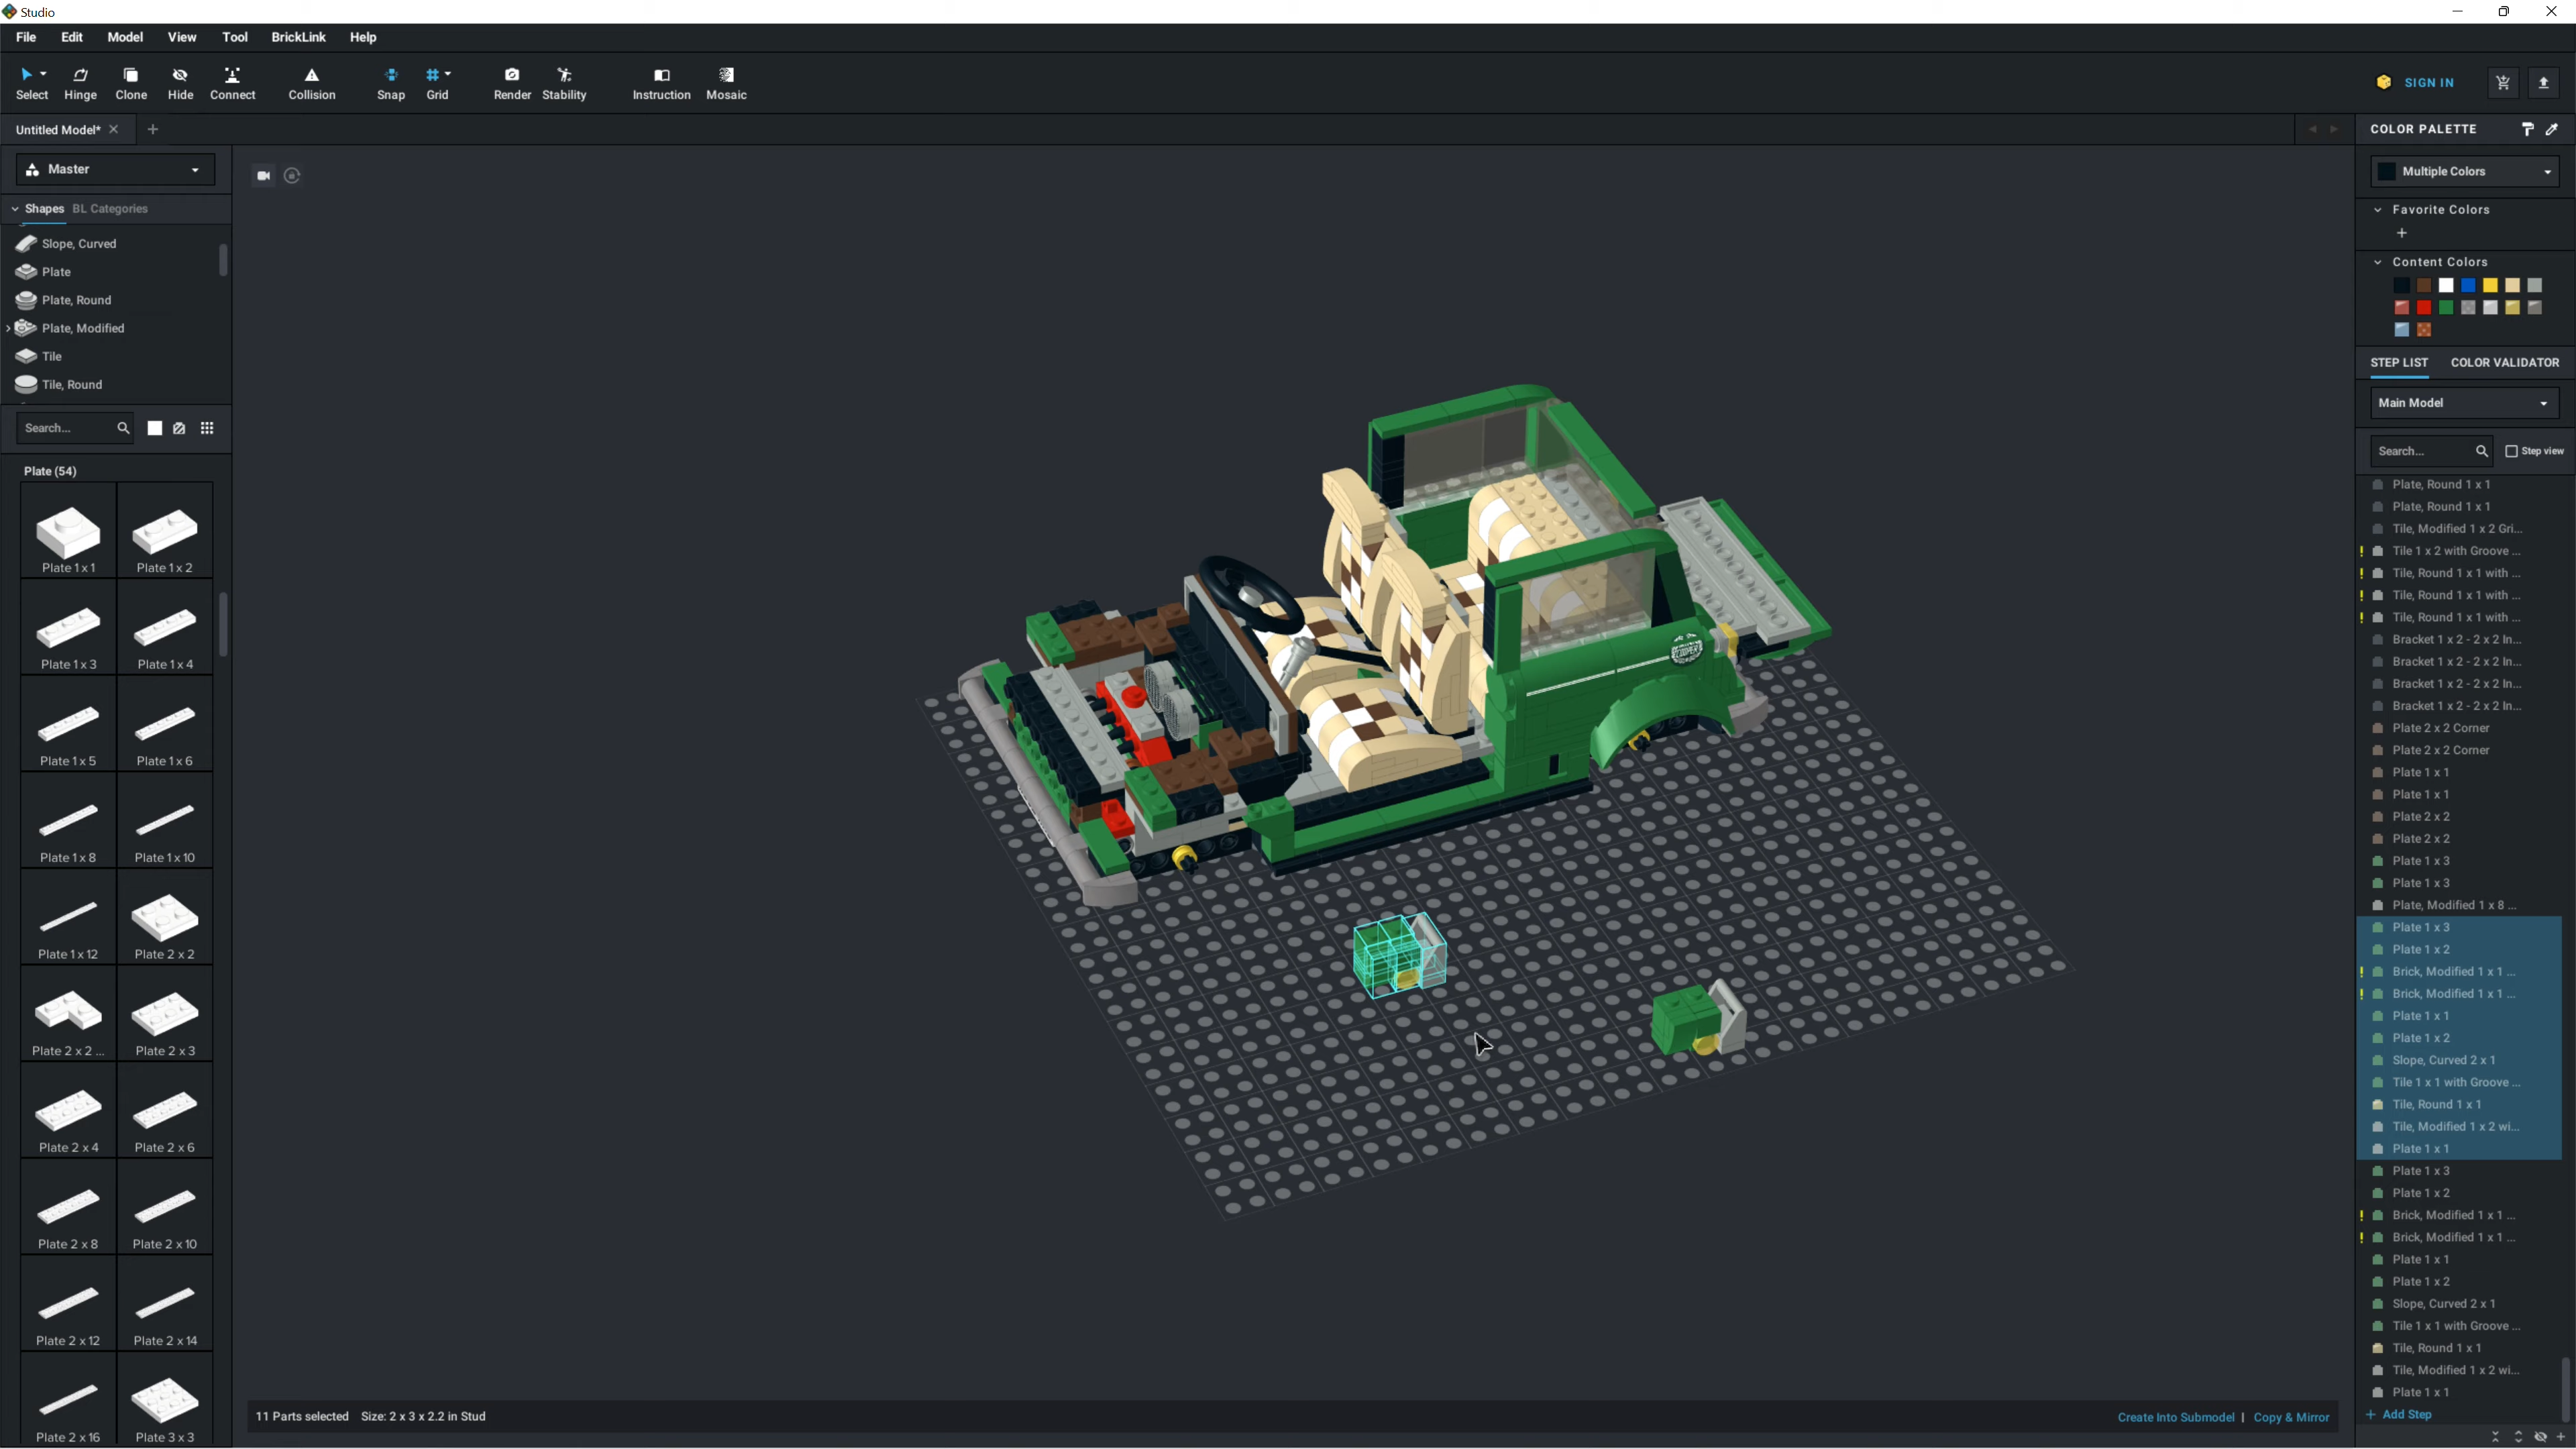 Studio
File Edit Model View Tool BrickLink Help
Select Hinge Clone Hide Connect Collision Snap Grid Render Stability Instruction Mosaic
SIGN IN
Untitled Model*
Master
Shapes BL Categories
Slope, Curved
Plate
Plate, Round
Plate, Modified
Tile
Tile, Round
Search...
Plate (54)
Plate 1 x 1 Plate 1 x 2
Plate 1 x 3 Plate 1 x 4
Plate 1 x 5 Plate 1 x 6
Plate 1 x 8 Plate 1 x 10
Plate 1 x 12 Plate 2 x 2
Plate 2 x 2 ... Plate 2 x 3
Plate 2 x 4 Plate 2 x 6
Plate 2 x 8 Plate 2 x 10
Plate 2 x 12 Plate 2 x 14
Plate 2 x 16 Plate 3 x 3
COOPER
11 Parts selected Size: 2 x 3 x 2.2 in Stud
Create Into Submodel | Copy & Mirror
COLOR PALETTE
Multiple Colors
Favorite Colors
+
Content Colors
STEP LIST COLOR VALIDATOR
Main Model
Search... Step view
Plate, Round 1 x 1
Plate, Round 1 x 1
Tile, Modified 1 x 2 Gri...
! Tile 1 x 2 with Groove ...
! Tile, Round 1 x 1 with ...
! Tile, Round 1 x 1 with ...
! Tile, Round 1 x 1 with ...
Bracket 1 x 2 - 2 x 2 In...
Bracket 1 x 2 - 2 x 2 In...
Bracket 1 x 2 - 2 x 2 In...
Bracket 1 x 2 - 2 x 2 In...
Plate 2 x 2 Corner
Plate 2 x 2 Corner
Plate 1 x 1
Plate 1 x 1
Plate 2 x 2
Plate 2 x 2
Plate 1 x 3
Plate 1 x 3
Plate, Modified 1 x 8 ...
Plate 1 x 3
Plate 1 x 2
! Brick, Modified 1 x 1 ...
! Brick, Modified 1 x 1 ...
Plate 1 x 1
Plate 1 x 2
Slope, Curved 2 x 1
Tile 1 x 1 with Groove ...
Tile, Round 1 x 1
Tile, Modified 1 x 2 wi...
Plate 1 x 1
Plate 1 x 3
Plate 1 x 2
! Brick, Modified 1 x 1 ...
! Brick, Modified 1 x 1 ...
Plate 1 x 1
Plate 1 x 2
Slope, Curved 2 x 1
Tile 1 x 1 with Groove ...
Tile, Round 1 x 1
Tile, Modified 1 x 2 wi...
Plate 1 x 1
+ Add Step